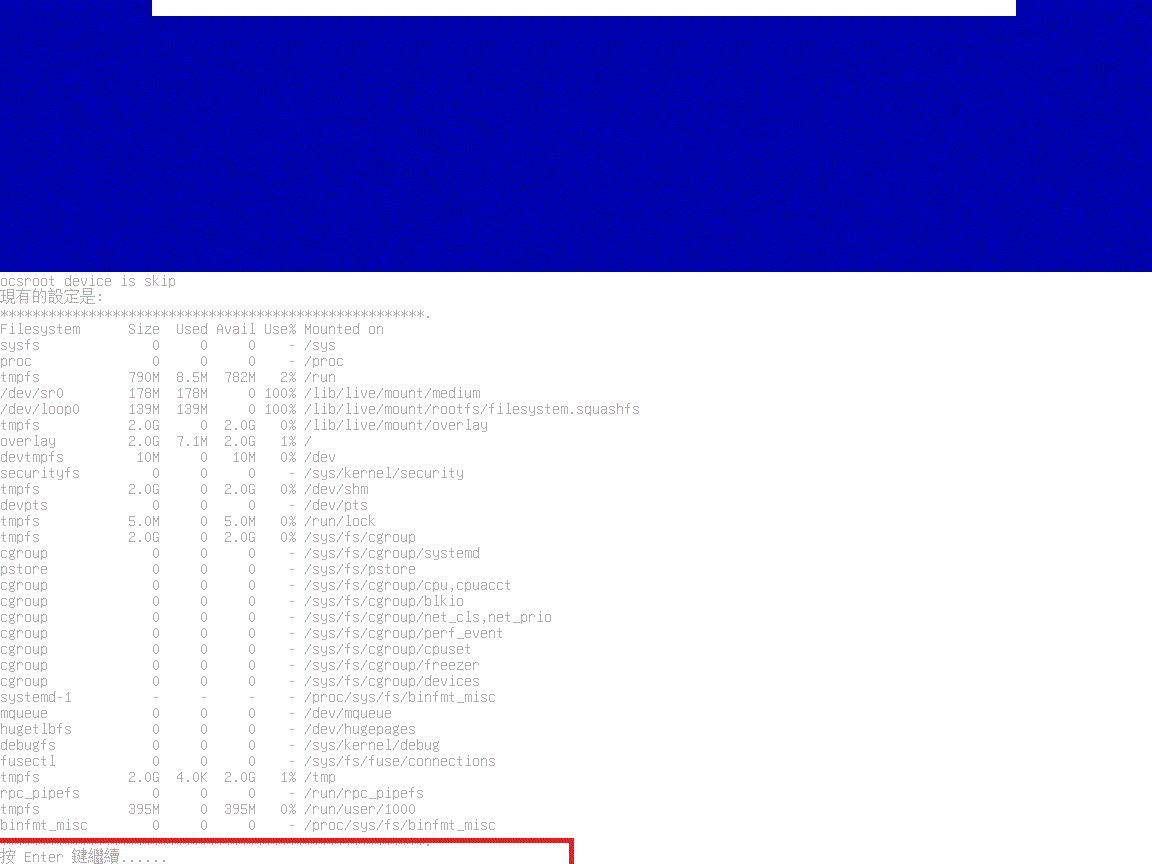 ocsroot device is skip
現有的設定是:
*****************************************************.
Filesystem      Size  Used Avail Use% Mounted on
sysfs              0     0     0    - /sys
proc               0     0     0    - /proc
tmpfs           790M  8.5M  782M   2% /run
/dev/sr0        178M  178M     0 100% /lib/live/mount/medium
/dev/loop0      139M  139M     0 100% /lib/live/mount/rootfs/filesystem.squashfs
tmpfs           2.0G     0  2.0G   0% /lib/live/mount/overlay
overlay         2.0G  7.1M  2.0G   1% /
devtmpfs         10M     0   10M   0% /dev
securityfs         0     0     0    - /sys/kernel/security
tmpfs           2.0G     0  2.0G   0% /dev/shm
devpts             0     0     0    - /dev/pts
tmpfs           5.0M     0  5.0M   0% /run/lock
tmpfs           2.0G     0  2.0G   0% /sys/fs/cgroup
cgroup             0     0     0    - /sys/fs/cgroup/systemd
pstore             0     0     0    - /sys/fs/pstore
cgroup             0     0     0    - /sys/fs/cgroup/cpu,cpuacct
cgroup             0     0     0    - /sys/fs/cgroup/blkio
cgroup             0     0     0    - /sys/fs/cgroup/net_cls,net_prio
cgroup             0     0     0    - /sys/fs/cgroup/perf_event
cgroup             0     0     0    - /sys/fs/cgroup/cpuset
cgroup             0     0     0    - /sys/fs/cgroup/freezer
cgroup             0     0     0    - /sys/fs/cgroup/devices
systemd-1          -     -     -    - /proc/sys/fs/binfmt_misc
mqueue             0     0     0    - /dev/mqueue
hugetlbfs          0     0     0    - /dev/hugepages
debugfs            0     0     0    - /sys/kernel/debug
fusectl            0     0     0    - /sys/fs/fuse/connections
tmpfs           2.0G  4.0K  2.0G   1% /tmp
rpc_pipefs         0     0     0    - /run/rpc_pipefs
tmpfs           395M     0  395M   0% /run/user/1000
binfmt_misc        0     0     0    - /proc/sys/fs/binfmt_misc
按 Enter 鍵繼續......